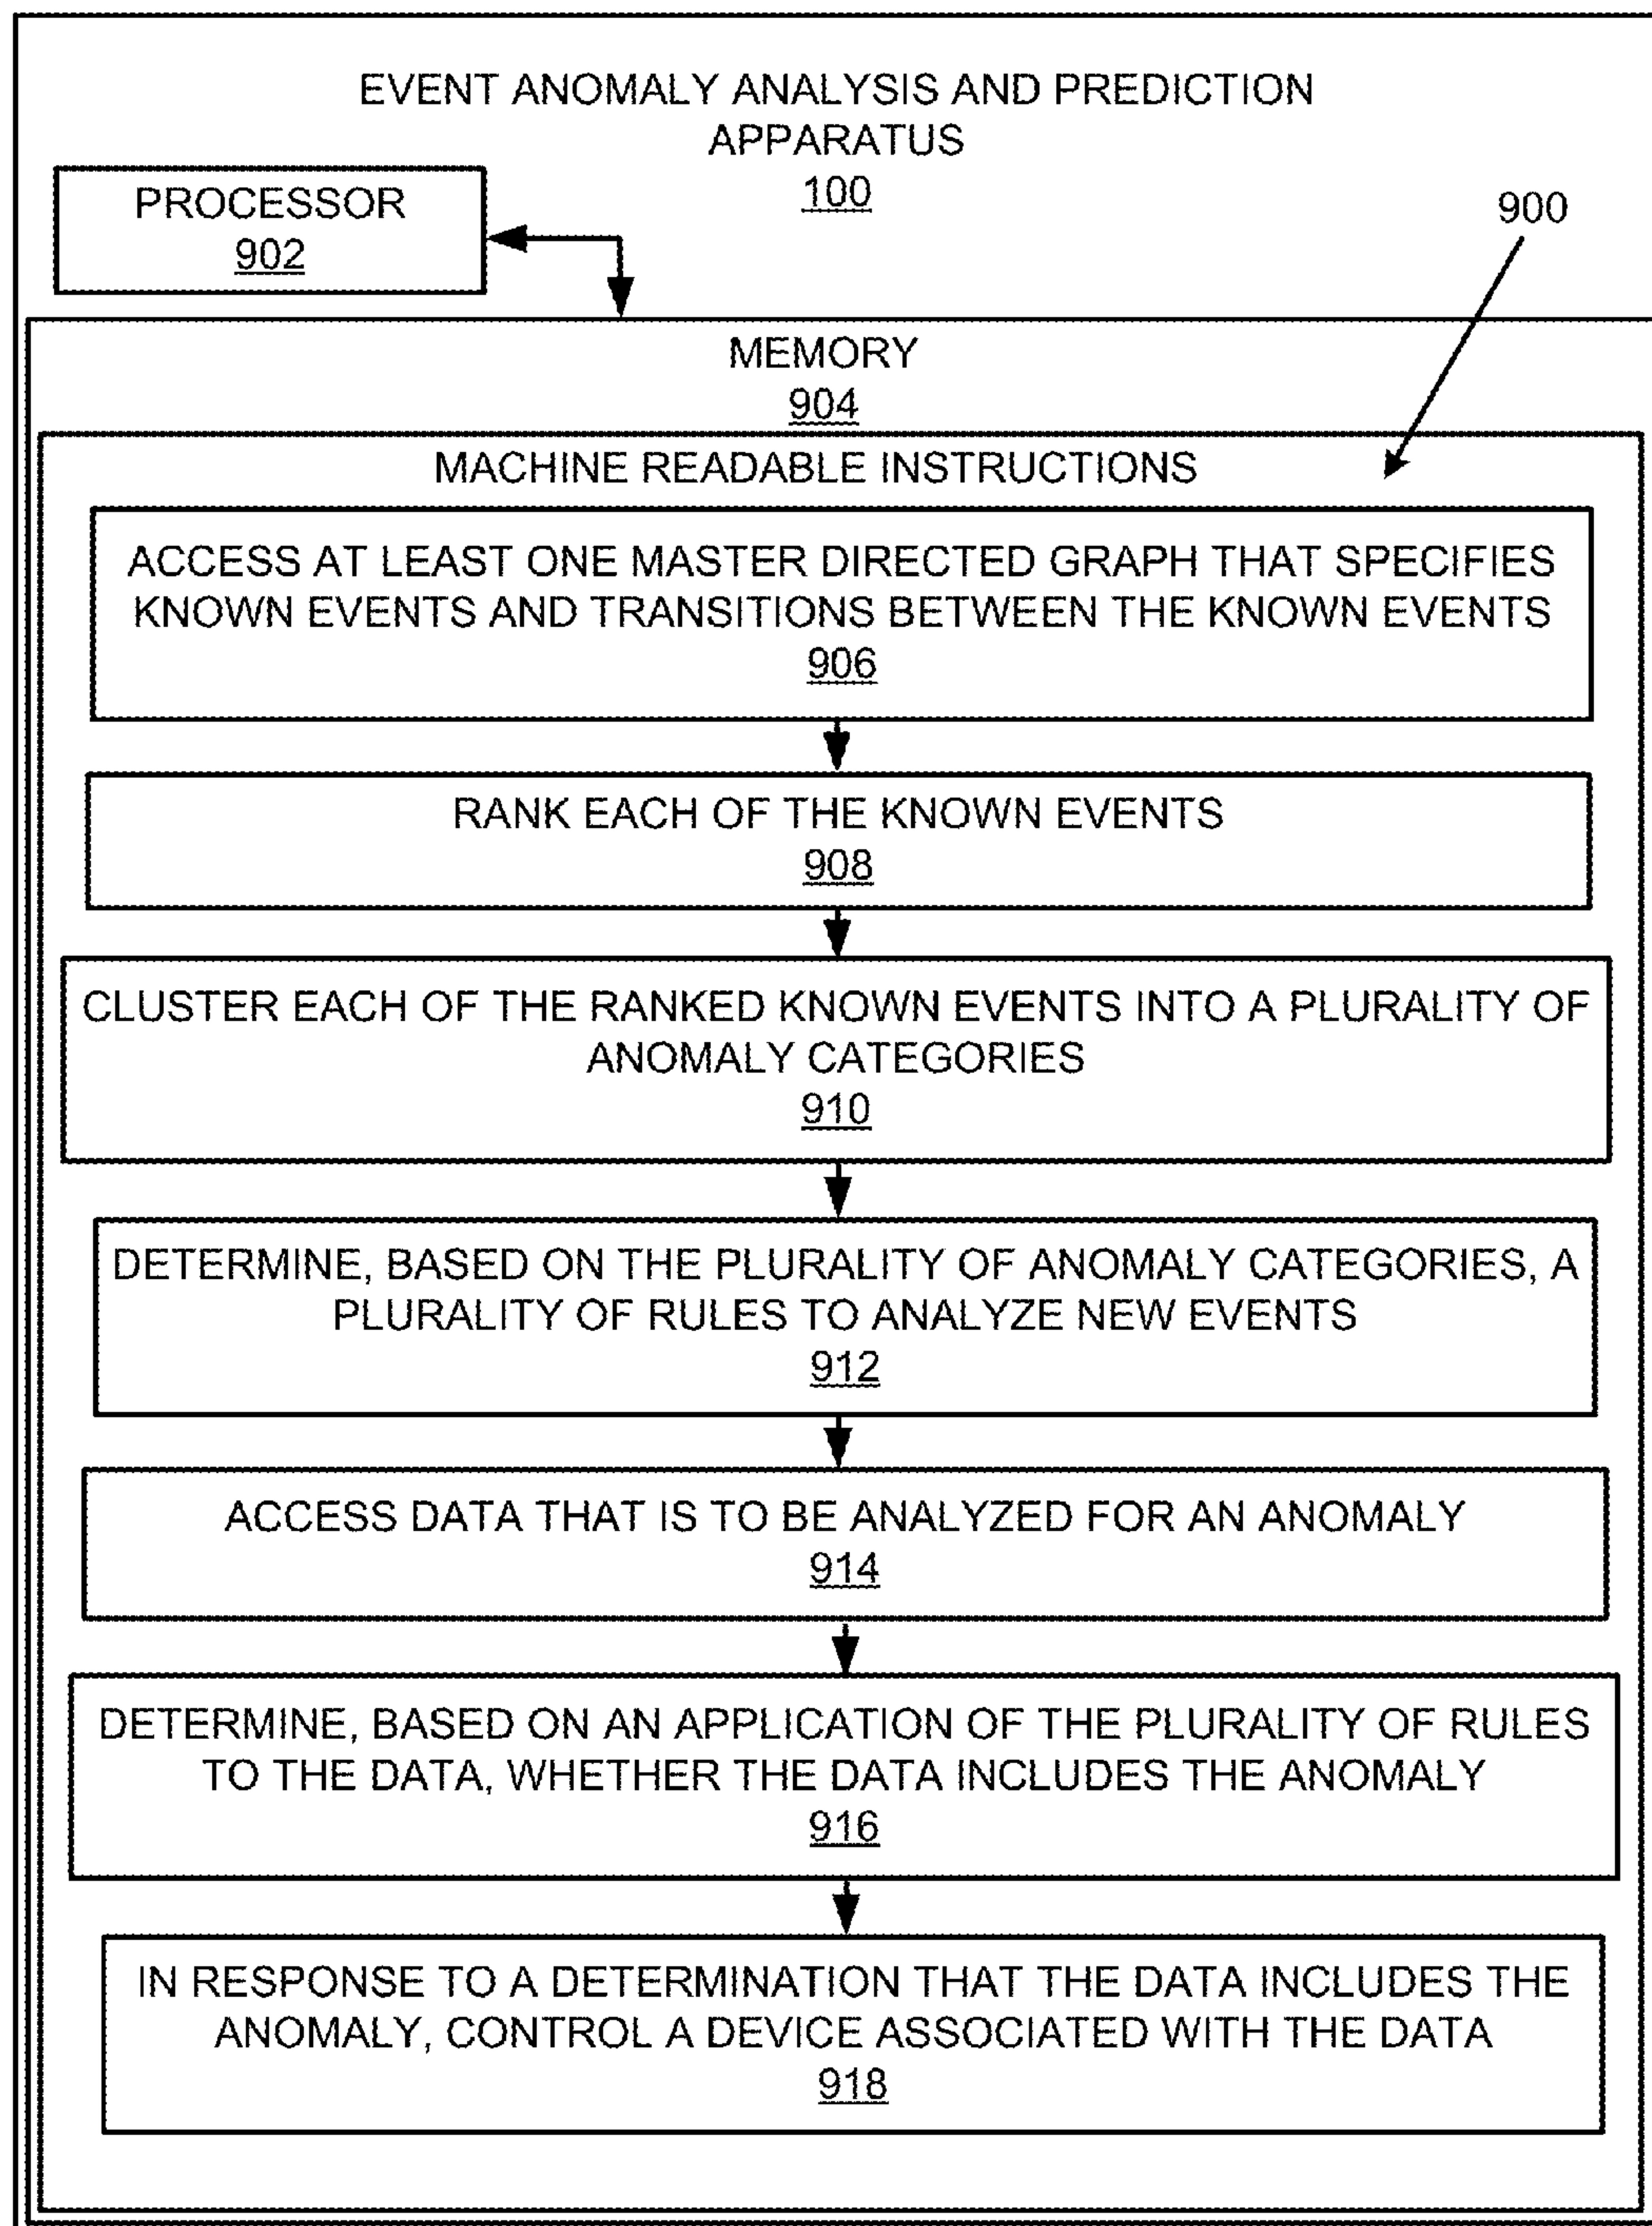 EVENT ANOMALY ANALYSIS AND PREDICTION
APPARATUS
100
PROCESSOR
902
900
MEMORY
904
MACHINE READABLE INSTRUCTIONS
ACCESS AT LEAST ONE MASTER DIRECTED GRAPH THAT SPECIFIES
KNOWN EVENTS AND TRANSITIONS BETWEEN THE KNOWN EVENTS
906
RANK EACH OF THE KNOWN EVENTS
908
CLUSTER EACH OF THE RANKED KNOWN EVENTS INTO A PLURALITY OF
ANOMALY CATEGORIES
910
DETERMINE, BASED ON THE PLURALITY OF ANOMALY CATEGORIES, A
PLURALITY OF RULES TO ANALYZE NEW EVENTS
912
ACCESS DATA THAT IS TO BE ANALYZED FOR AN ANOMALY
914
DETERMINE, BASED ON AN APPLICATION OF THE PLURALITY OF RULES
TO THE DATA, WHETHER THE DATA INCLUDES THE ANOMALY
916
IN RESPONSE TO A DETERMINATION THAT THE DATA INCLUDES THE
ANOMALY, CONTROL A DEVICE ASSOCIATED WITH THE DATA
918